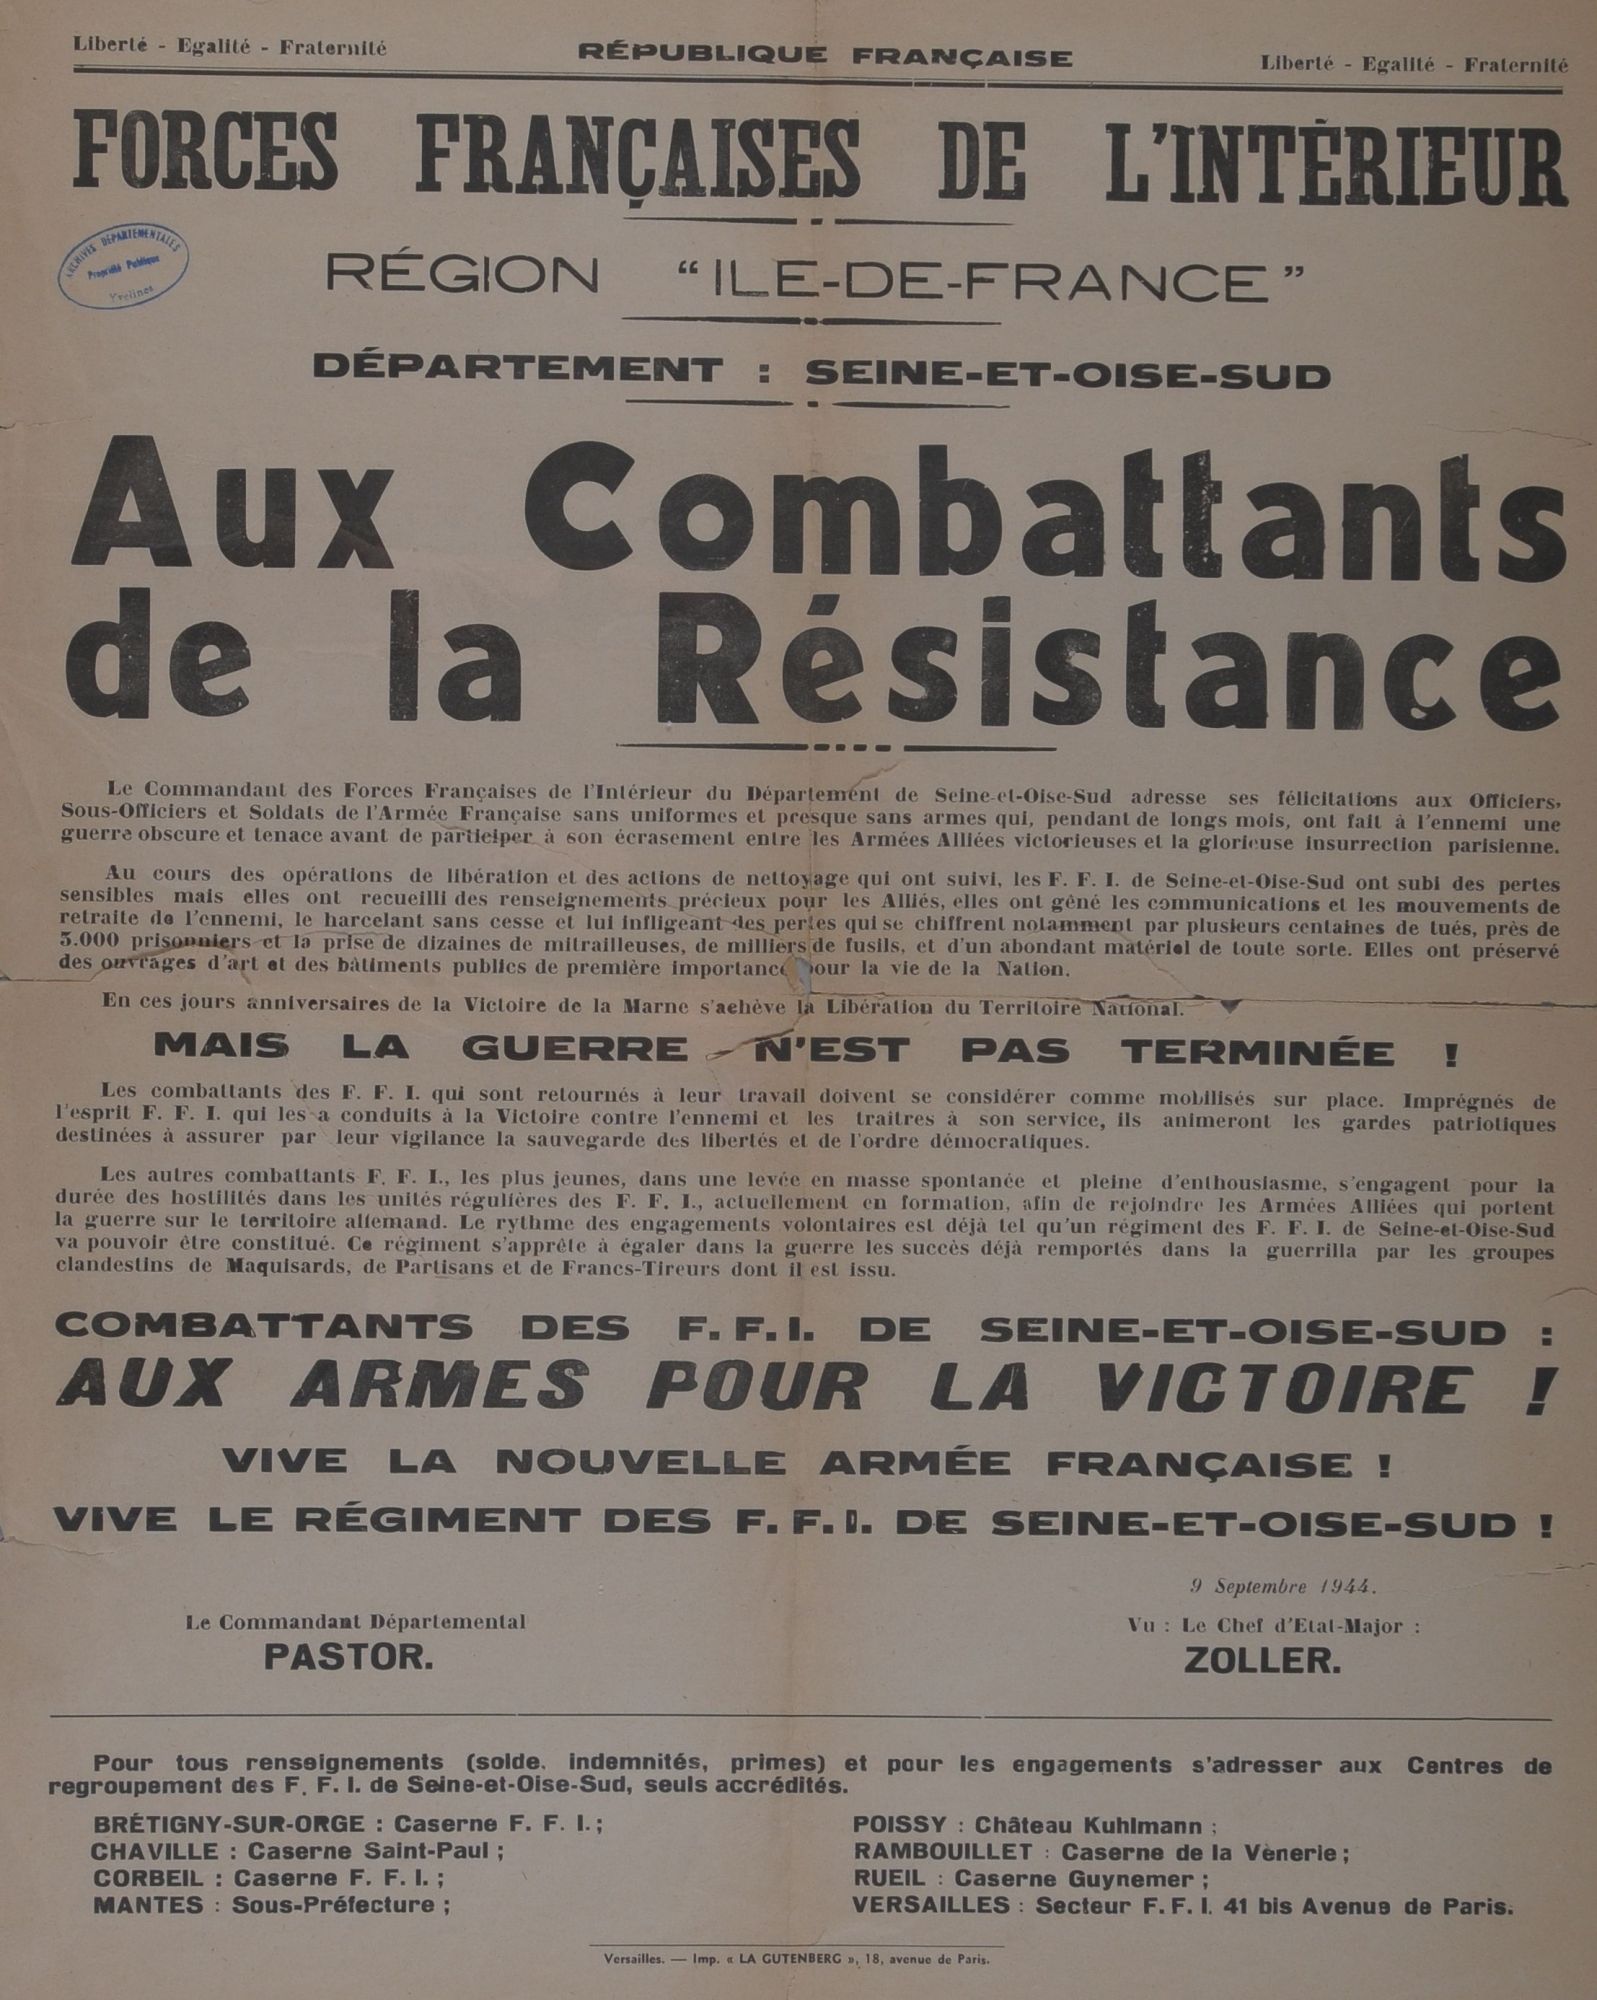 Liberté - Egalité - Fraternité RÉPUBLIQUE FRANÇAISE Liberté - Egalité - Fraternité
FORCES FRANÇAISES DE L'INTÉRIEUR
ARCHIVES DÉPARTEMENTALES
Propriété Publique
Yvelines
RÉGION "ILE-DE-FRANCE"
DÉPARTEMENT : SEINE-ET-OISE-SUD
Aux Combattants
de la Résistance
Le Commandant des Forces Françaises de l'Intérieur du Département de Seine-et-Oise-Sud adresse ses félicitations aux Officiers,
Sous-Officiers et Soldats de l'Armée Française sans uniformes et presque sans armes qui, pendant de longs mois, ont fait à l'ennemi une
guerre obscure et tenace avant de participer à son écrasement entre les Armées Alliées victorieuses et la glorieuse insurrection parisienne.
Au cours des opérations de libération et des actions de nettoyage qui ont suivi, les F. F. I. de Seine-et-Oise-Sud ont subi des pertes
sensibles mais elles ont recueilli des renseignements précieux pour les Alliés, elles ont gêné les communications et les mouvements de
retraite de l'ennemi, le harcelant sans cesse et lui infligeant des pertes qui se chiffrent notamment par plusieurs centaines de tués, près de
3.000 prisonniers et la prise de dizaines de mitrailleuses, de milliers de fusils, et d'un abondant matériel de toute sorte. Elles ont préservé
des ouvrages d'art et des bâtiments publics de première importance pour la vie de la Nation.
En ces jours anniversaires de la Victoire de la Marne s'achève la Libération du Territoire National.
MAIS LA GUERRE N'EST PAS TERMINÉE !
Les combattants des F. F. I. qui sont retournés à leur travail doivent se considérer comme mobilisés sur place. Imprégnés de
l'esprit F. F. I. qui les a conduits à la Victoire contre l'ennemi et les traîtres à son service, ils animeront les gardes patriotiques
destinées à assurer par leur vigilance la sauvegarde des libertés et de l'ordre démocratiques.
Les autres combattants F. F. I., les plus jeunes, dans une levée en masse spontanée et pleine d'enthousiasme, s'engagent pour la
durée des hostilités dans les unités régulières des F. F. I., actuellement en formation, afin de rejoindre les Armées Alliées qui portent
la guerre sur le territoire allemand. Le rythme des engagements volontaires est déjà tel qu'un régiment des F. F. I. de Seine-et-Oise-Sud
va pouvoir être constitué. Ce régiment s'apprête à égaler dans la guerre les succès déjà remportés dans la guerrilla par les groupes
clandestins de Maquisards, de Partisans et de Francs-Tireurs dont il est issu.
COMBATTANTS DES F. F. I. DE SEINE-ET-OISE-SUD :
AUX ARMES POUR LA VICTOIRE !
VIVE LA NOUVELLE ARMÉE FRANÇAISE !
VIVE LE RÉGIMENT DES F. F. I. DE SEINE-ET-OISE-SUD !
9 Septembre 1944.
Le Commandant Départemental Vu : Le Chef d'Etat-Major :
PASTOR. ZOLLER.
Pour tous renseignements (solde, indemnités, primes) et pour les engagements s'adresser aux Centres de
regroupement des F. F. I. de Seine-et-Oise-Sud, seuls accrédités.
BRÉTIGNY-SUR-ORGE : Caserne F. F. I. ; POISSY : Château Kuhlmann ;
CHAVILLE : Caserne Saint-Paul ; RAMBOUILLET : Caserne de la Vènerie ;
CORBEIL : Caserne F. F. I. ; RUEIL : Caserne Guynemer ;
MANTES : Sous-Préfecture ; VERSAILLES : Secteur F. F. I. 41 bis Avenue de Paris.
Versailles. — Imp. « LA GUTENBERG », 18, avenue de Paris.